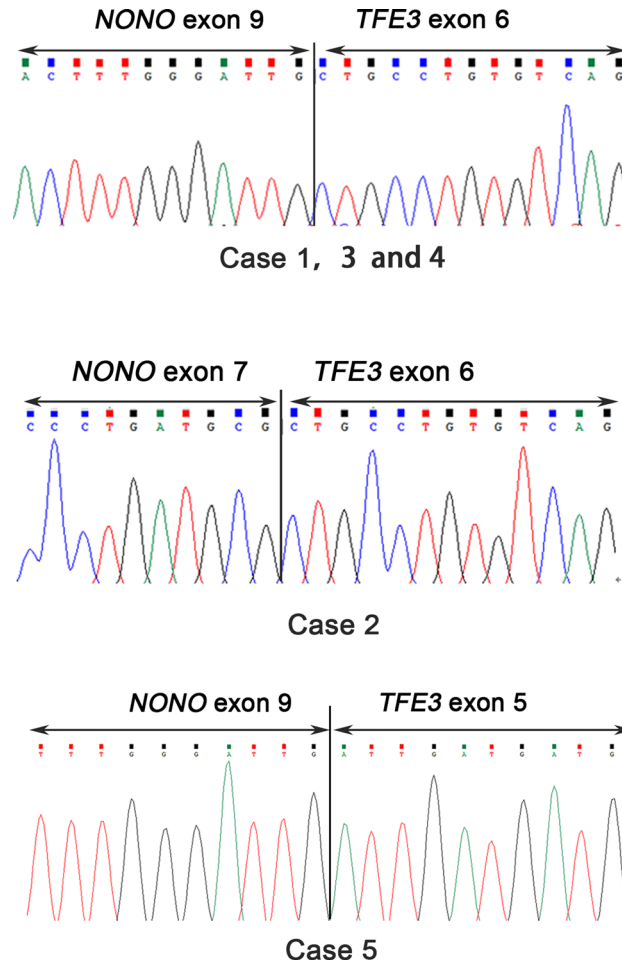 NONO exon 9 TFE3 exon 6
A C T T T G G G A T T G C T G C C T G T G T C A G
Case 1, 3 and 4
NONO exon 7 TFE3 exon 6
C C C T G A T G C G C T G C C T G T G T C A G
Case 2
NONO exon 9 TFE3 exon 5
T T T G G G A T T G A T T G A T G A T G
Case 5